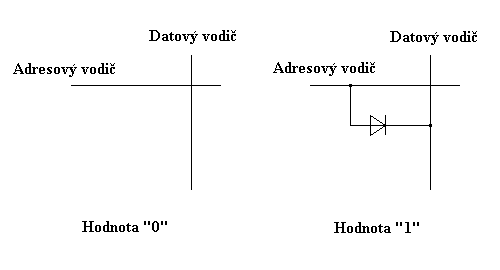 Datový vodič
Adresový vodič
Hodnota "0"
Datový vodič
Adresový vodič
Hodnota "1"